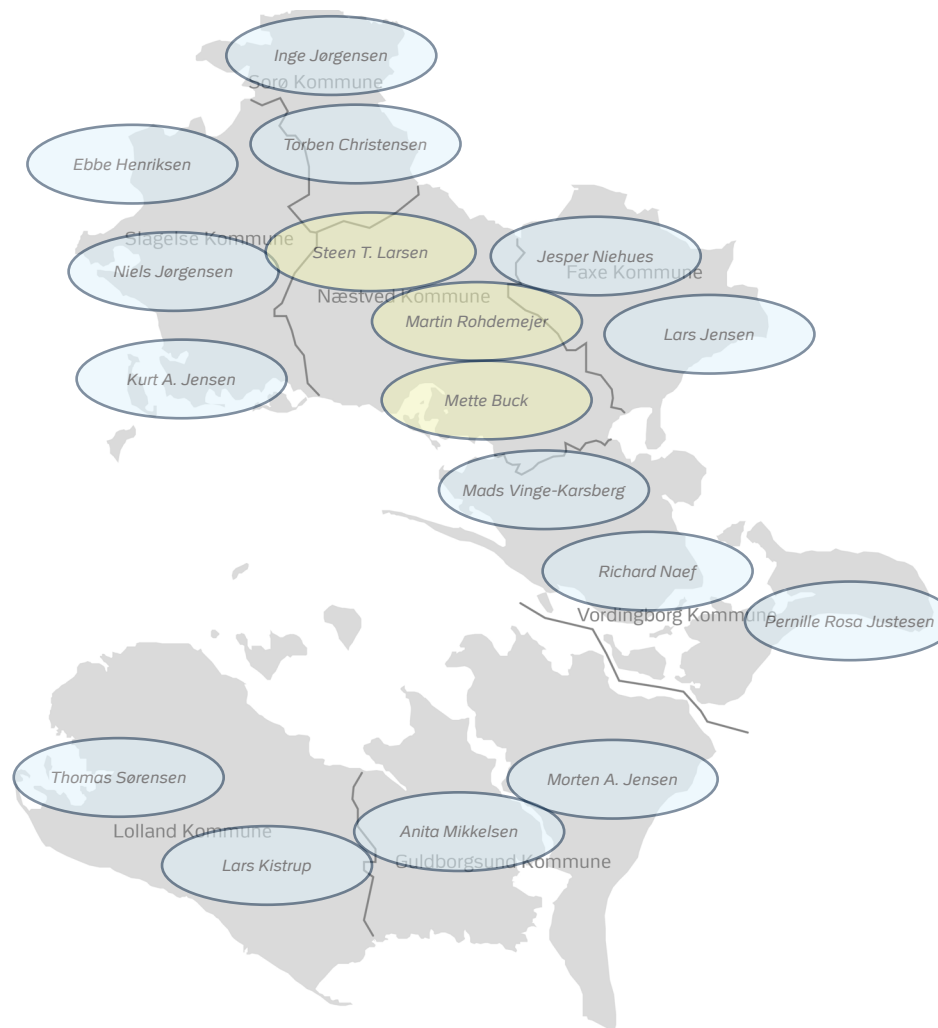 Inge Jørgensen
Sorø Kommune
Torben Christensen
Ebbe Henriksen
Slagelse Kommune
Steen T. Larsen
Jesper Niehues
Niels Jørgensen
Faxe Kommune
Næstved Kommune
Martin Rohdemejer
Lars Jensen
Kurt A. Jensen
Mette Buck
Mads Vinge-Karsberg
Richard Naef
Vordingborg Kommune
Pernille Rosa Justesen
Thomas Sørensen
Morten A. Jensen
Lolland Kommune
Anita Mikkelsen
Lars Kistrup
Guldborgsund Kommune